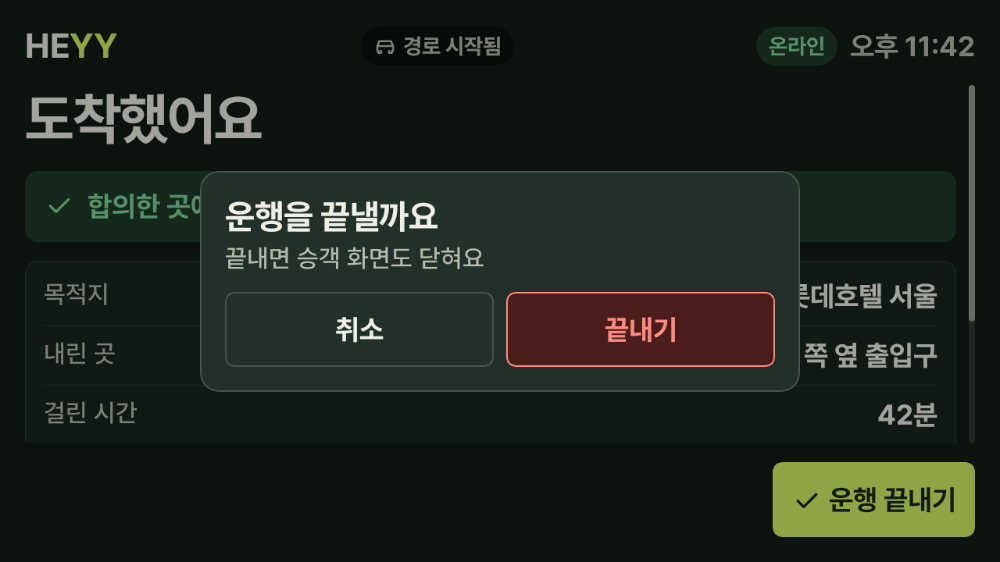 HEYY
경로 시작됨
온라인
오후 11:42
도착했어요
합의한
운행을 끝낼까요
끝내면 승객 화면도 닫혀요
취소
끝내기
목적지
롯데호텔 서울
내린 곳
쪽 옆 출입구
걸린 시간
42분
운행 끝내기